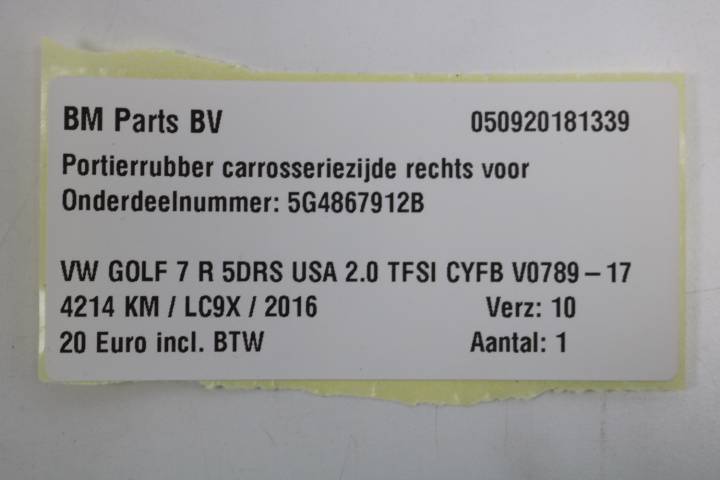 BM Parts BV 050920181339
Portierrubber carrosseriezijde rechts voor
Onderdeelnummer: 5G4867912B
VW GOLF 7 R 5DRS USA 2.0 TFSI CYFB V0789-17
4214 KM / LC9X / 2016 Verz: 10
20 Euro incl. BTW Aantal: 1